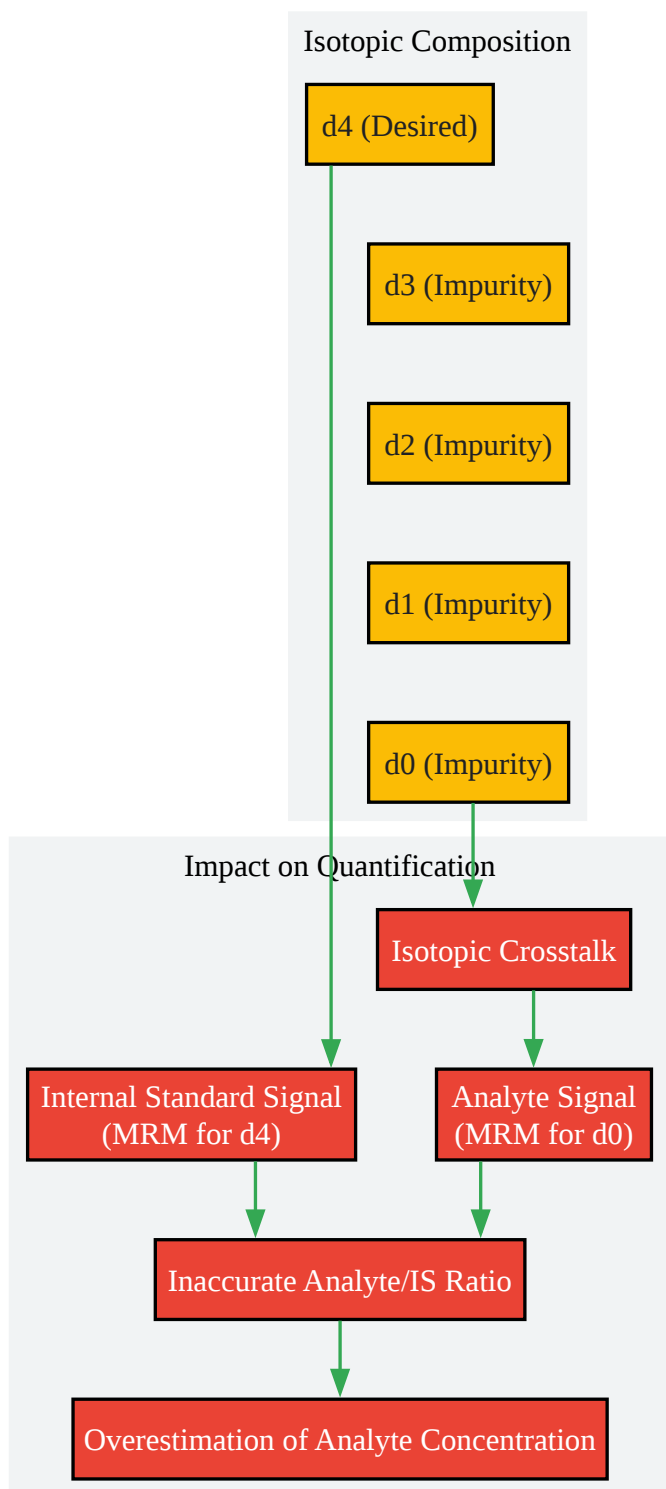 Isotopic Composition
d4 (Desired)
d3 (Impurity)
d2 (Impurity)
d1 (Impurity)
d0 (Impurity)
Impact on Quantification
Isotopic Crosstalk
Internal Standard Signal
(MRM for d4)
Analyte Signal
(MRM for d0)
Inaccurate Analyte/IS Ratio
Overestimation of Analyte Concentration